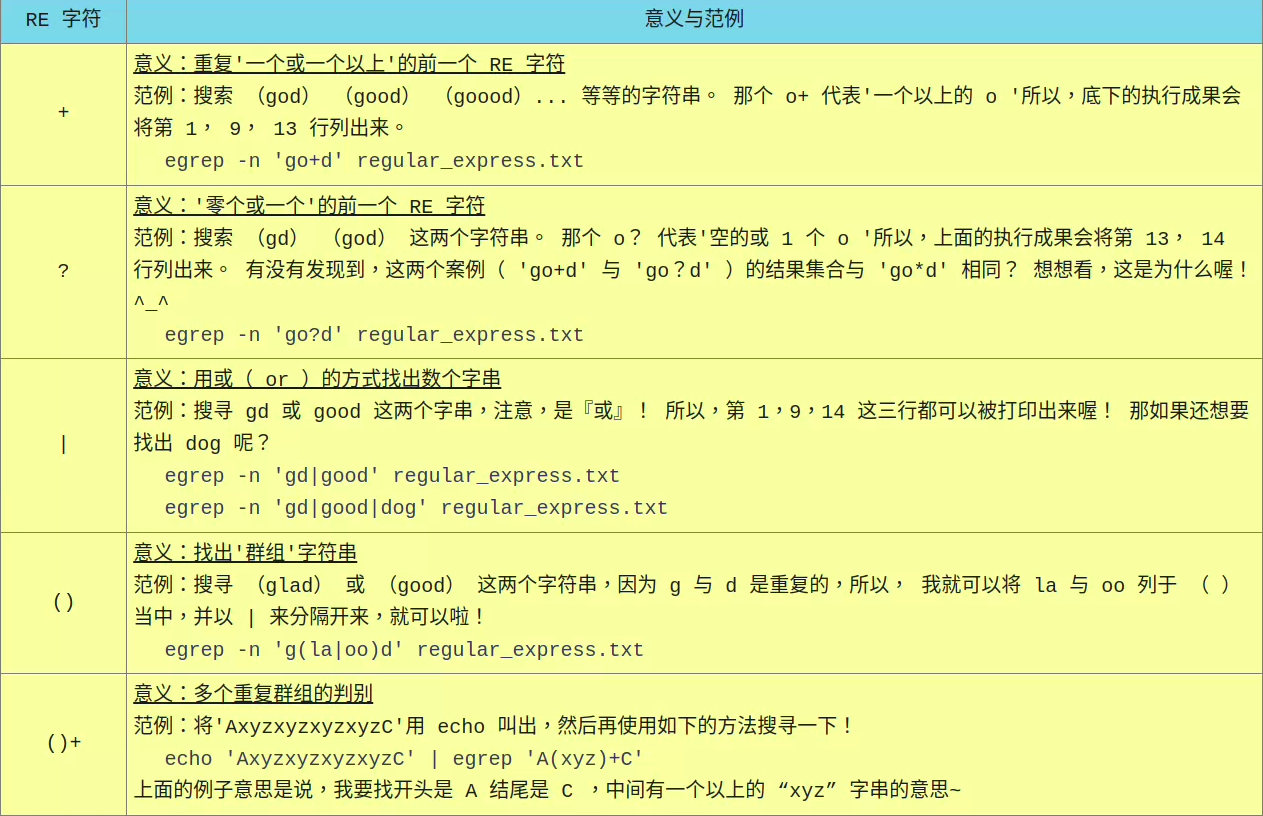 RE 字符
意义与范例
+
意义：重复'一个或一个以上'的前一个 RE 字符
范例：搜索 （god） （good） （goood）... 等等的字符串。 那个 o+ 代表'一个以上的 o '所以，底下的执行成果会
将第 1， 9， 13 行列出来。
egrep -n 'go+d' regular_express.txt
?
意义：'零个或一个'的前一个 RE 字符
范例：搜索 （gd） （god） 这两个字符串。 那个 o？ 代表'空的或 1 个 o '所以，上面的执行成果会将第 13， 14
行列出来。 有没有发现到，这两个案例（ 'go+d' 与 'go？d' ）的结果集合与 'go*d' 相同？ 想想看，这是为什么喔！
^_^
egrep -n 'go?d' regular_express.txt
|
意义：用或（ or ）的方式找出数个字串
范例：搜寻 gd 或 good 这两个字串，注意，是『或』！ 所以，第 1，9，14 这三行都可以被打印出来喔！ 那如果还想要
找出 dog 呢？
egrep -n 'gd|good' regular_express.txt
egrep -n 'gd|good|dog' regular_express.txt
()
意义：找出'群组'字符串
范例：搜寻 （glad） 或 （good） 这两个字符串，因为 g 与 d 是重复的，所以， 我就可以将 la 与 oo 列于 （ ）
当中，并以 | 来分隔开来，就可以啦！
egrep -n 'g(la|oo)d' regular_express.txt
()+
意义：多个重复群组的判别
范例：将'AxyzxyzxyzxyzC'用 echo 叫出，然后再使用如下的方法搜寻一下！
echo 'AxyzxyzxyzxyzC' | egrep 'A(xyz)+C'
上面的例子意思是说，我要找开头是 A 结尾是 C ，中间有一个以上的 “xyz” 字串的意思~